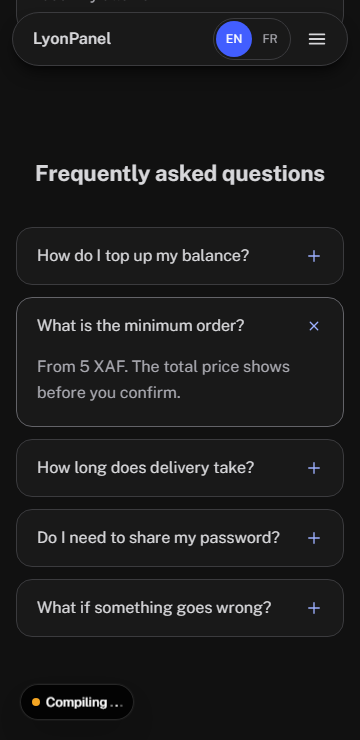 LyonPanel
EN
FR
Frequently asked questions
How do I top up my balance?
What is the minimum order?
From 5 XAF. The total price shows
before you confirm.
How long does delivery take?
Do I need to share my password?
What if something goes wrong?
Compiling ...